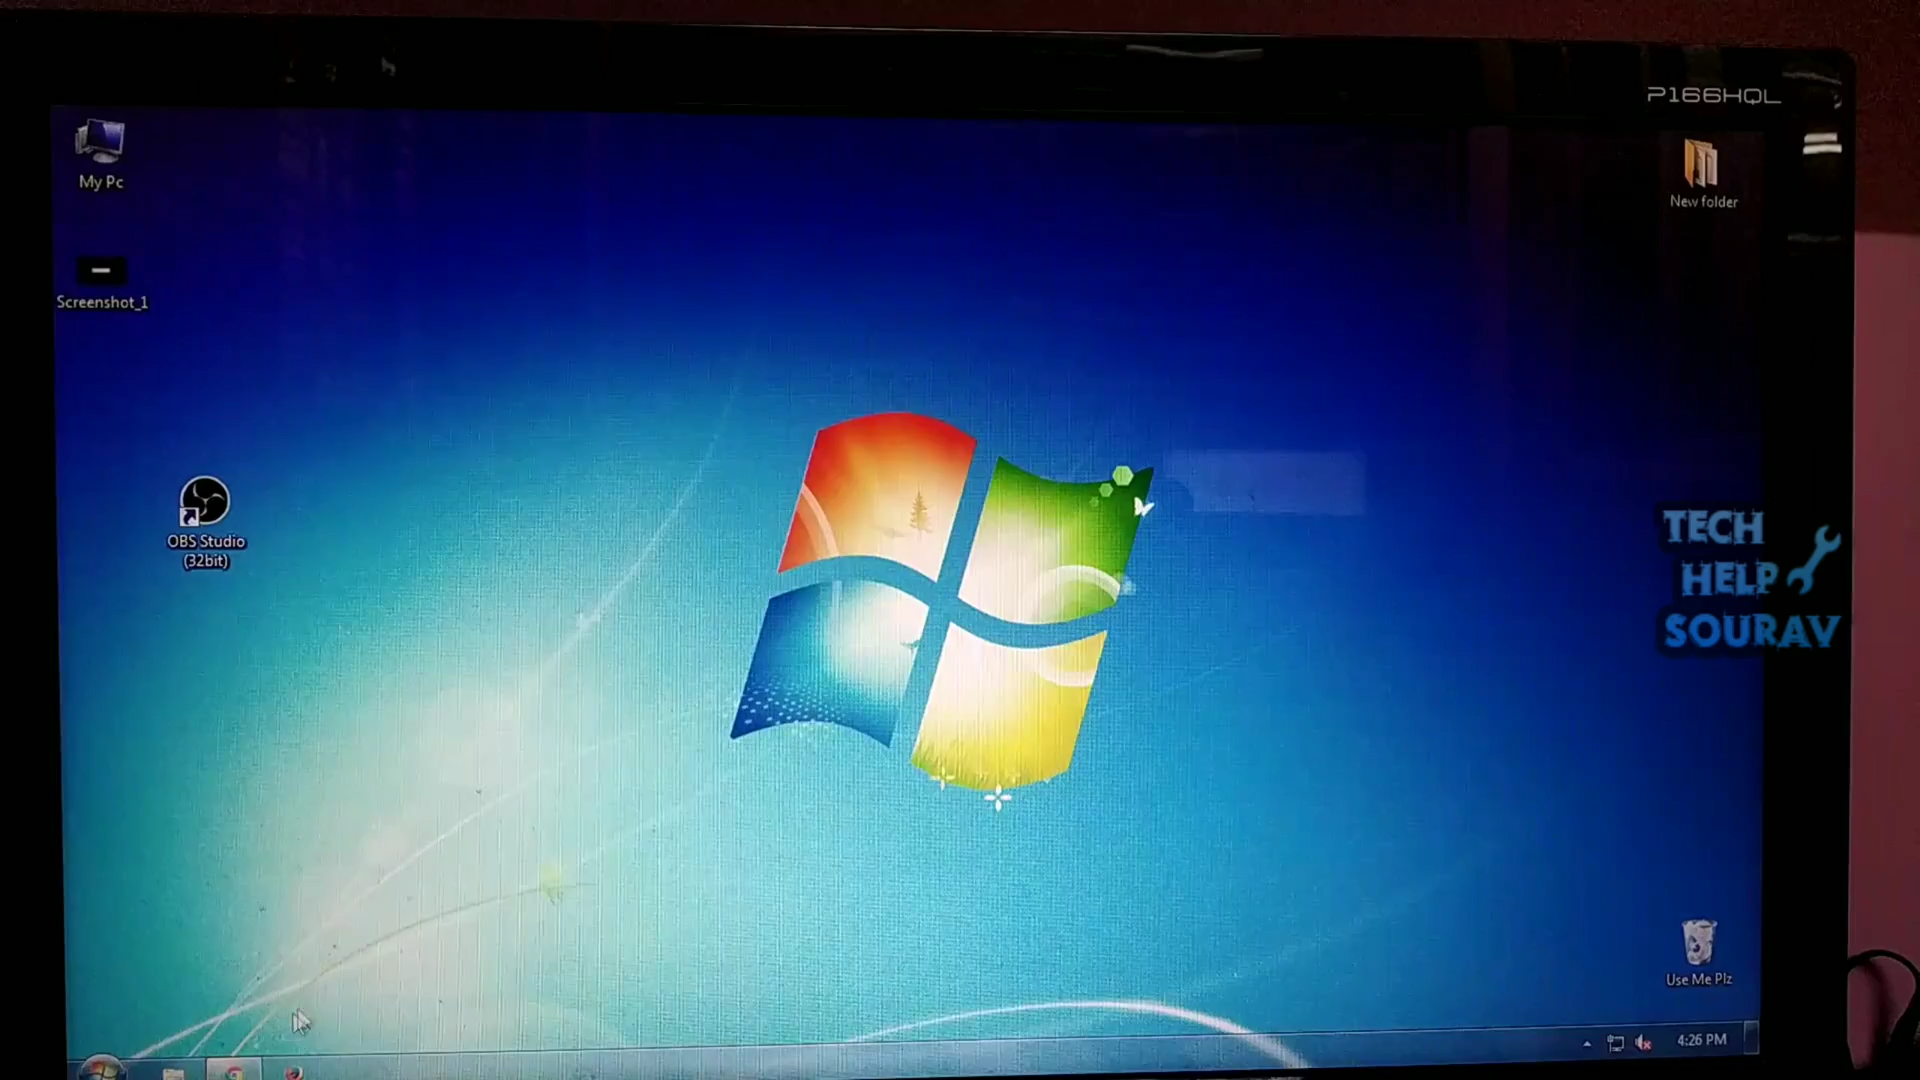 P166HQL
My Pc
New folder
Screenshot_1
OBS Studio
(32bit)
TECH
HELP
SOURAV
Use Me Plz
4:26 PM